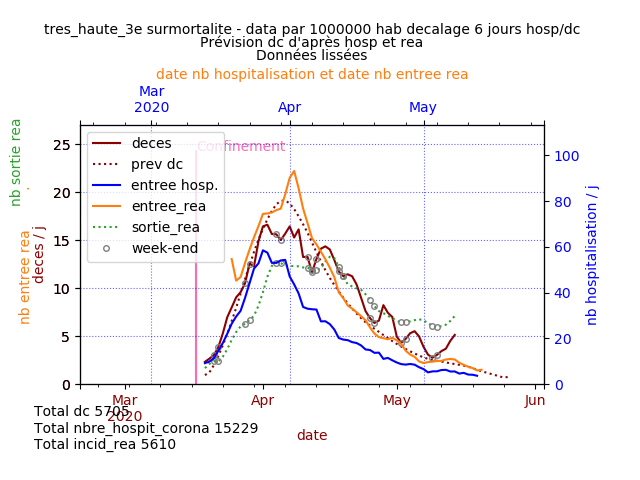 tres_haute_3e surmortalite - data par 1000000 hab decalage 6 jours hosp/dc
Prévision dc d'après hosp et rea
Données lissées
date nb hospitalisation et date nb entree rea
Mar
2020
Apr
May
nb sortie rea
nb entree rea .
deces / j
nb hospitalisation / j
25
20
15
10
5
0
100
80
60
40
20
0
Confinement
deces
prev dc
entree hosp.
entree_rea
sortie_rea
week-end
Mar
2020
Apr
May
Jun
date
Total dc 5705
Total nbre_hospit_corona 15229
Total incid_rea 5610